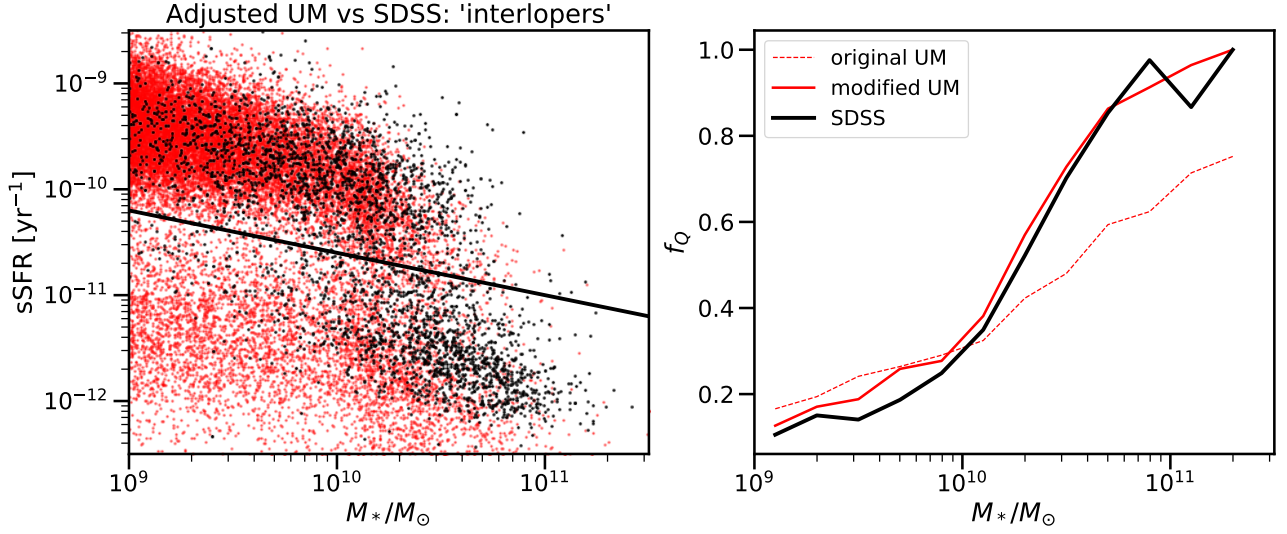 Adjusted UM vs SDSS: 'interlopers'
sSFR [yr⁻¹]
10⁻⁹
10⁻¹⁰
10⁻¹¹
10⁻¹²
10⁹
10¹⁰
10¹¹
M*/M⊙
original UM
modified UM
SDSS
f_Q
1.0
0.8
0.6
0.4
0.2
10⁹
10¹⁰
10¹¹
M*/M⊙